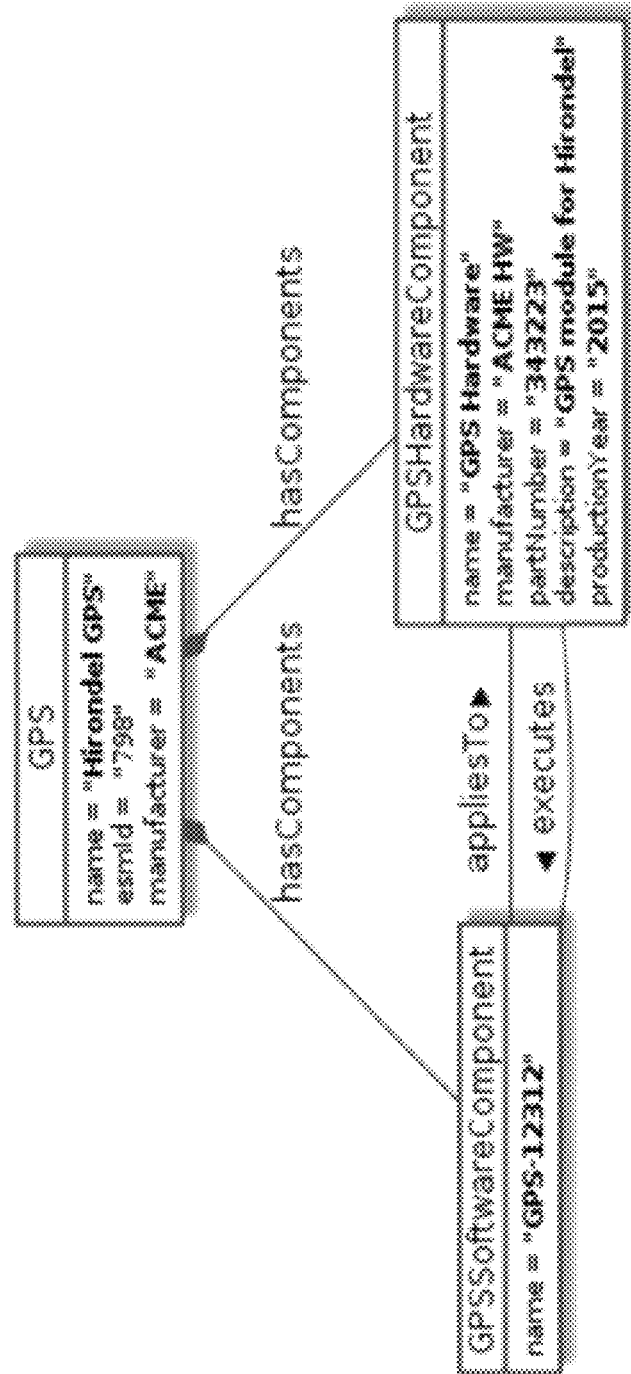 GPS
name = "Hirondel GPS"
esmId = "798"
manufacturer = "ACME"
hasComponents
hasComponents
GPSSoftwareComponent
name = "GPS-12312"
appliesTo▶
◀ executes
GPSHardwareComponent
name = "GPS Hardware"
manufacturer = "ACME HW"
partNumber = "343223"
description = "GPS module for Hirondel"
productionYear = "2015"